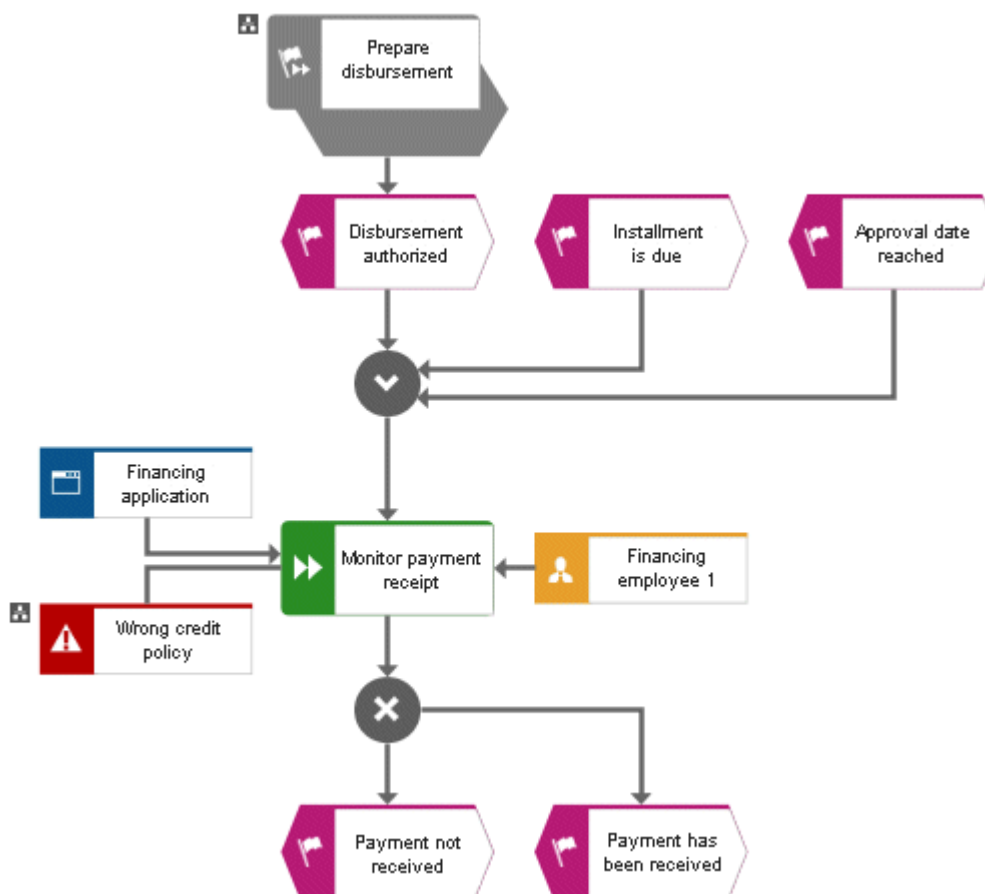 Prepare
disbursement
Disbursement
authorized
Installment
is due
Approval date
reached
Financing
application
Monitor payment
receipt
Financing
employee 1
Wrong credit
policy
Payment not
received
Payment has
been received